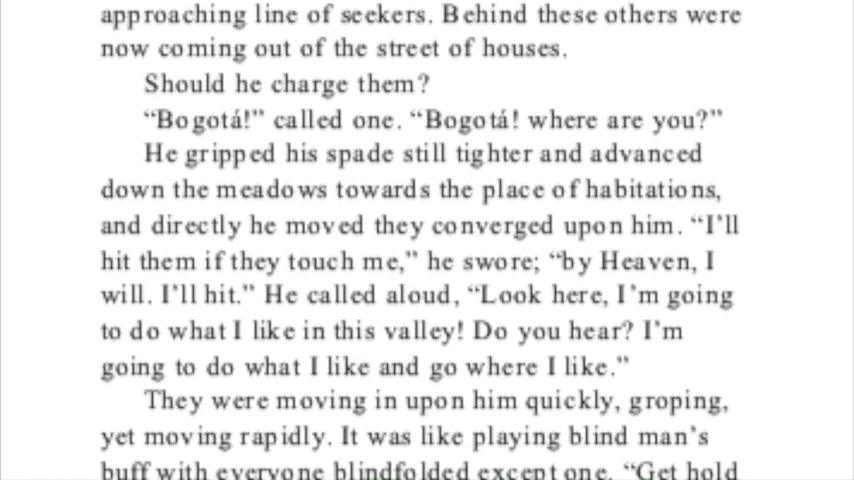 approaching line of seekers. Behind these others were
now coming out of the street of houses.
Should he charge them?
“Bogotá!” called one. “Bogotá! where are you?”
He gripped his spade still tighter and advanced
down the meadows towards the place of habitations,
and directly he moved they converged upon him. “I’ll
hit them if they touch me,” he swore; “by Heaven, I
will. I’ll hit.” He called aloud, “Look here, I’m going
to do what I like in this valley! Do you hear? I’m
going to do what I like and go where I like.”
They were moving in upon him quickly, groping,
yet moving rapidly. It was like playing blind man’s
buff with everyone blindfolded except one. “Get hold